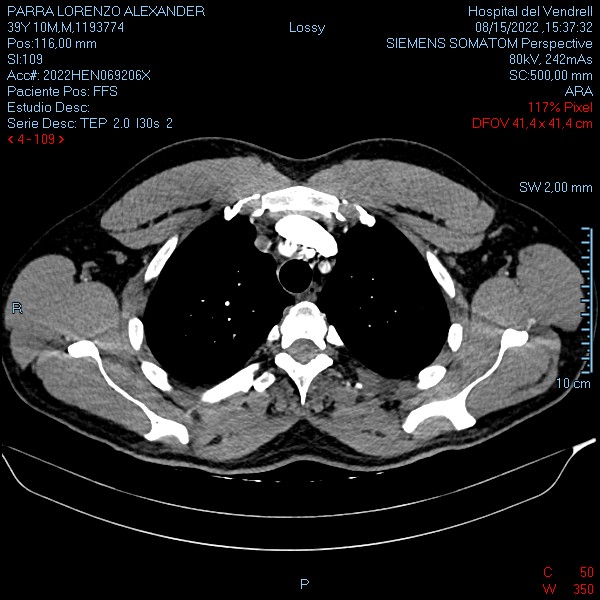 PARRA LORENZO ALEXANDER
39Y 10M,M,1193774
Pos:116,00 mm
SI:109
Acc#: 2022HEN069206X
Paciente Pos: FFS
Estudio Desc:
Serie Desc: TEP 2.0 I30s 2
< 4 - 109 >
Lossy
Hospital del Vendrell
08/15/2022 ,15:37:32
SIEMENS SOMATOM Perspective
80kV, 242mAs
SC:500,00 mm
ARA
117% Pixel
DFOV 41,4 x 41,4 cm
SW 2,00 mm
R
10 cm
P
C 50
W 350